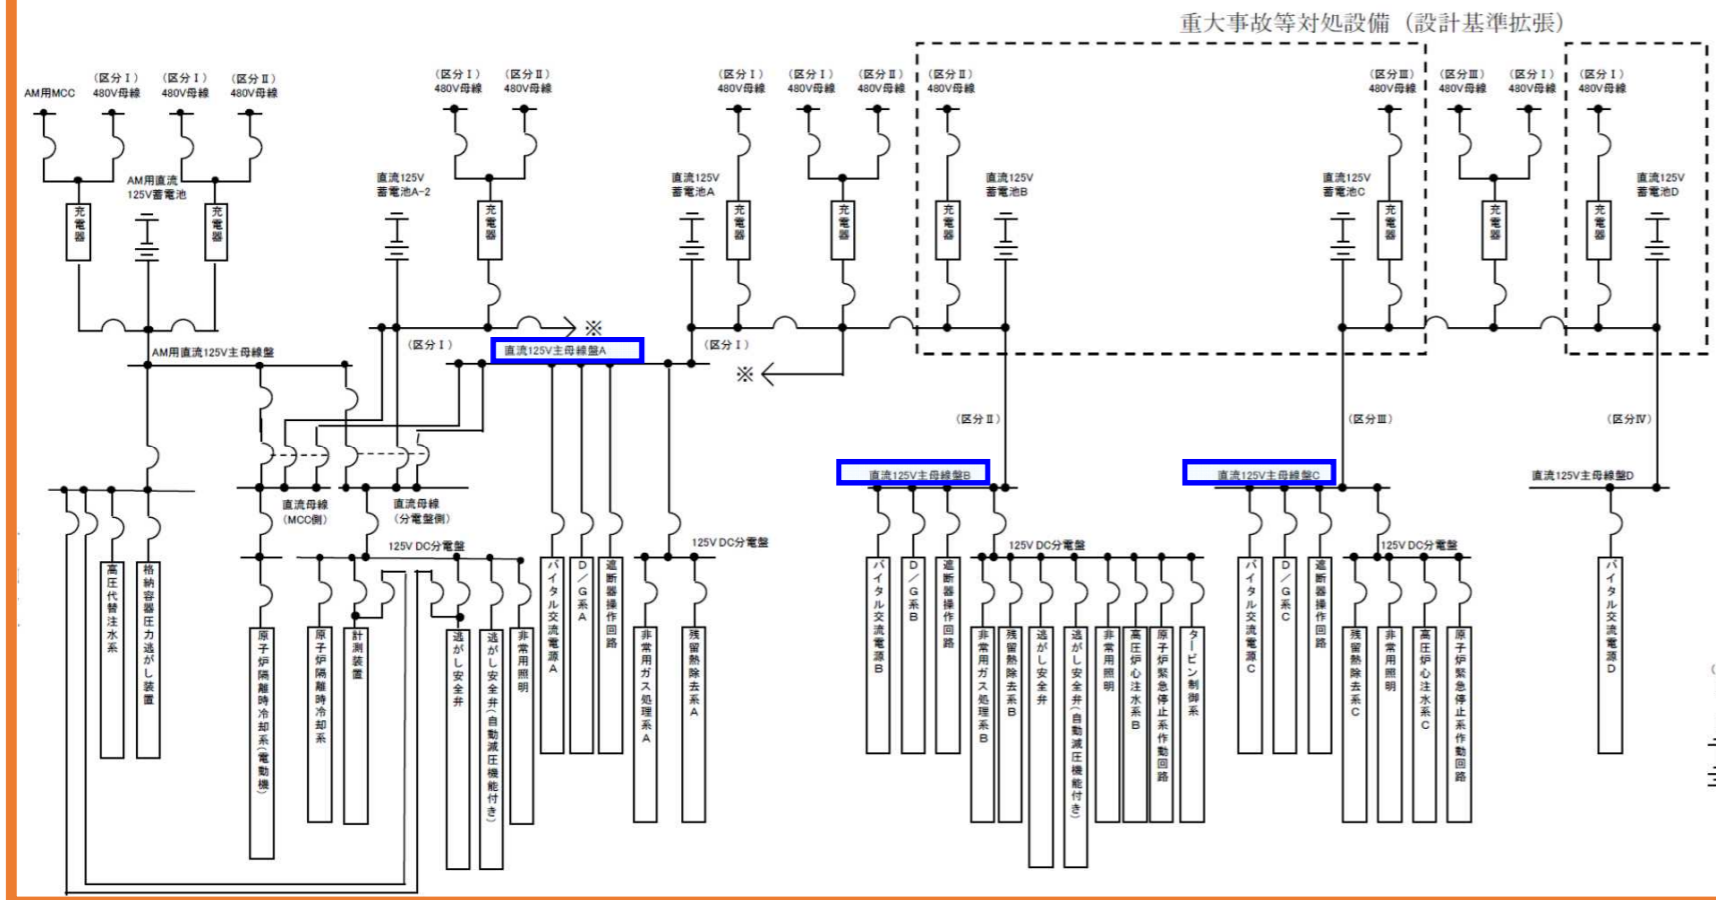 重大事故等対処設備（設計基準拡張）
AM用MCC
（区分Ⅰ）
480V母線
（区分Ⅰ）
480V母線
（区分Ⅱ）
480V母線
（区分Ⅰ）
480V母線
（区分Ⅱ）
480V母線
（区分Ⅰ）
480V母線
（区分Ⅰ）
480V母線
（区分Ⅱ）
480V母線
（区分Ⅱ）
480V母線
（区分Ⅲ）
480V母線
（区分Ⅲ）
480V母線
（区分Ⅰ）
480V母線
（区分Ⅰ）
480V母線
AM用直流
125V蓄電池
直流125V
蓄電池A-2
直流125V
蓄電池A
直流125V
蓄電池B
直流125V
蓄電池C
直流125V
蓄電池D
充電器
充電器
充電器
充電器
充電器
充電器
充電器
充電器
充電器
※
AM用直流125V主母線盤
（区分Ⅰ）
直流125V主母線盤A
（区分Ⅰ）
※
（区分Ⅱ）
（区分Ⅲ）
（区分Ⅳ）
直流125V主母線盤B
直流125V主母線盤C
直流125V主母線盤D
直流母線
（MCC側）
直流母線
（分電盤側）
125V DC分電盤
125V DC分電盤
125V DC分電盤
125V DC分電盤
高圧代替注水系
格納容器圧力逃がし装置
原子炉隔離時冷却系（電動機）
原子炉隔離時冷却系
計測装置
逃がし安全弁
逃がし安全弁（自動減圧機能付き）
非常用照明
バイタル交流電源A
D／G系A
遮断器操作回路
非常用ガス処理系A
残留熱除去系A
バイタル交流電源B
D／G系B
遮断器操作回路
非常用ガス処理系B
残留熱除去系B
逃がし安全弁
逃がし安全弁（自動減圧機能付き）
非常用照明
高圧炉心注水系B
原子炉緊急停止系作動回路
タービン制御系
バイタル交流電源C
D／G系C
遮断器操作回路
残留熱除去系C
非常用照明
高圧炉心注水系C
原子炉緊急停止系作動回路
バイタル交流電源D